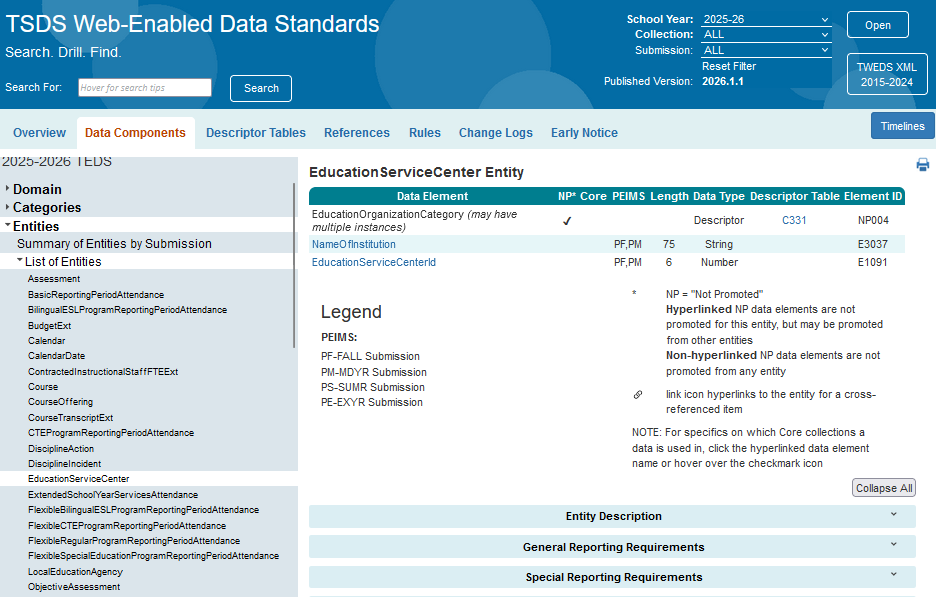 TSDS Web-Enabled Data Standards
Search. Drill. Find.
Search For: Hover for search tips Search
School Year: 2025-26
Collection: ALL
Submission: ALL
Reset Filter
Published Version: 2026.1.1
Open
TWEDS XML
2015-2024
Overview Data Components Descriptor Tables References Rules Change Logs Early Notice
Timelines
2025-2026 TEDS
Domain
Categories
Entities
Summary of Entities by Submission
List of Entities
Assessment
BasicReportingPeriodAttendance
BilingualESLProgramReportingPeriodAttendance
BudgetExt
Calendar
CalendarDate
ContractedInstructionalStaffFTEExt
Course
CourseOffering
CourseTranscriptExt
CTEProgramReportingPeriodAttendance
DisciplineAction
DisciplineIncident
EducationServiceCenter
ExtendedSchoolYearServicesAttendance
FlexibleBilingualESLProgramReportingPeriodAttendance
FlexibleCTEProgramReportingPeriodAttendance
FlexibleRegularProgramReportingPeriodAttendance
FlexibleSpecialEducationProgramReportingPeriodAttendance
LocalEducationAgency
ObjectiveAssessment
EducationServiceCenter Entity
Data Element NP* Core PEIMS Length Data Type Descriptor Table Element ID
EducationOrganizationCategory (may have
multiple instances) ✓ Descriptor C331 NP004
NameOfInstitution PF,PM 75 String E3037
EducationServiceCenterId PF,PM 6 Number E1091
Legend
PEIMS:
PF-FALL Submission
PM-MDYR Submission
PS-SUMR Submission
PE-EXYR Submission
* NP = "Not Promoted"
Hyperlinked NP data elements are not
promoted for this entity, but may be promoted
from other entities
Non-hyperlinked NP data elements are not
promoted from any entity
link icon hyperlinks to the entity for a cross-
referenced item
NOTE: For specifics on which Core collections a
data is used in, click the hyperlinked data element
name or hover over the checkmark icon
Collapse All
Entity Description
General Reporting Requirements
Special Reporting Requirements